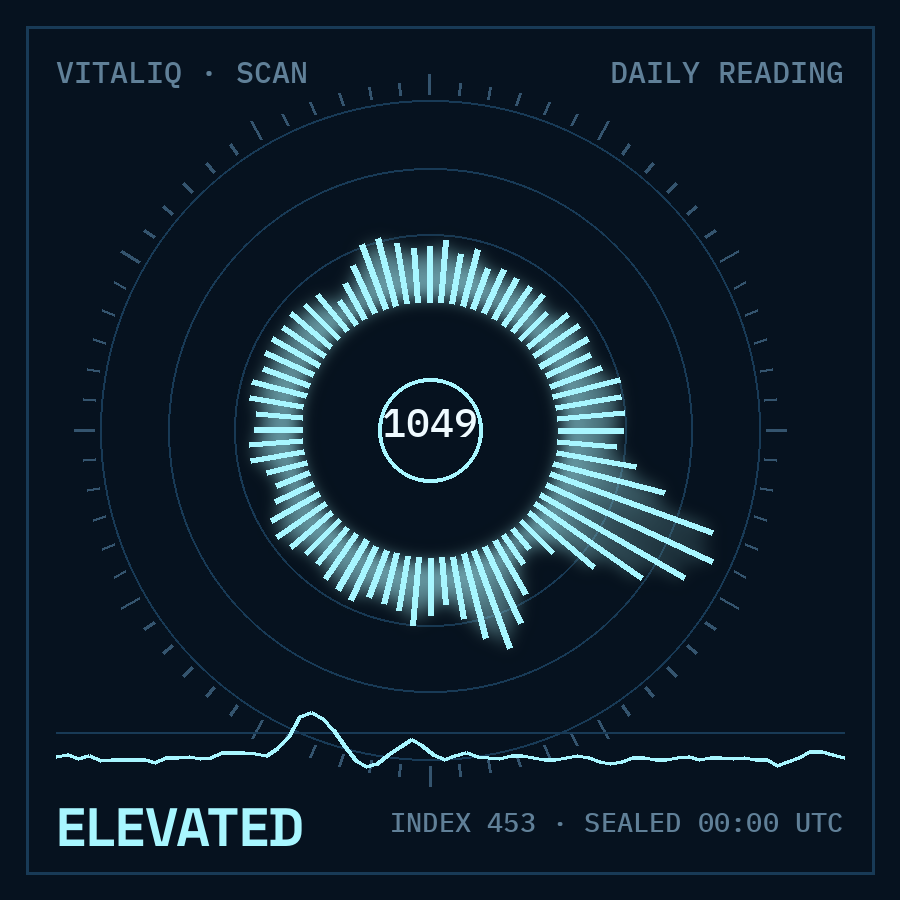 VITALIQ · SCAN
DAILY READING
1049
ELEVATED
INDEX 453 · SEALED 00:00 UTC